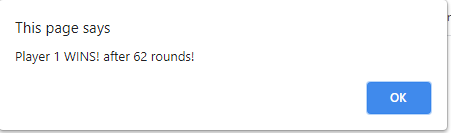 This page says
Player 1 WINS! after 62 rounds!
OK